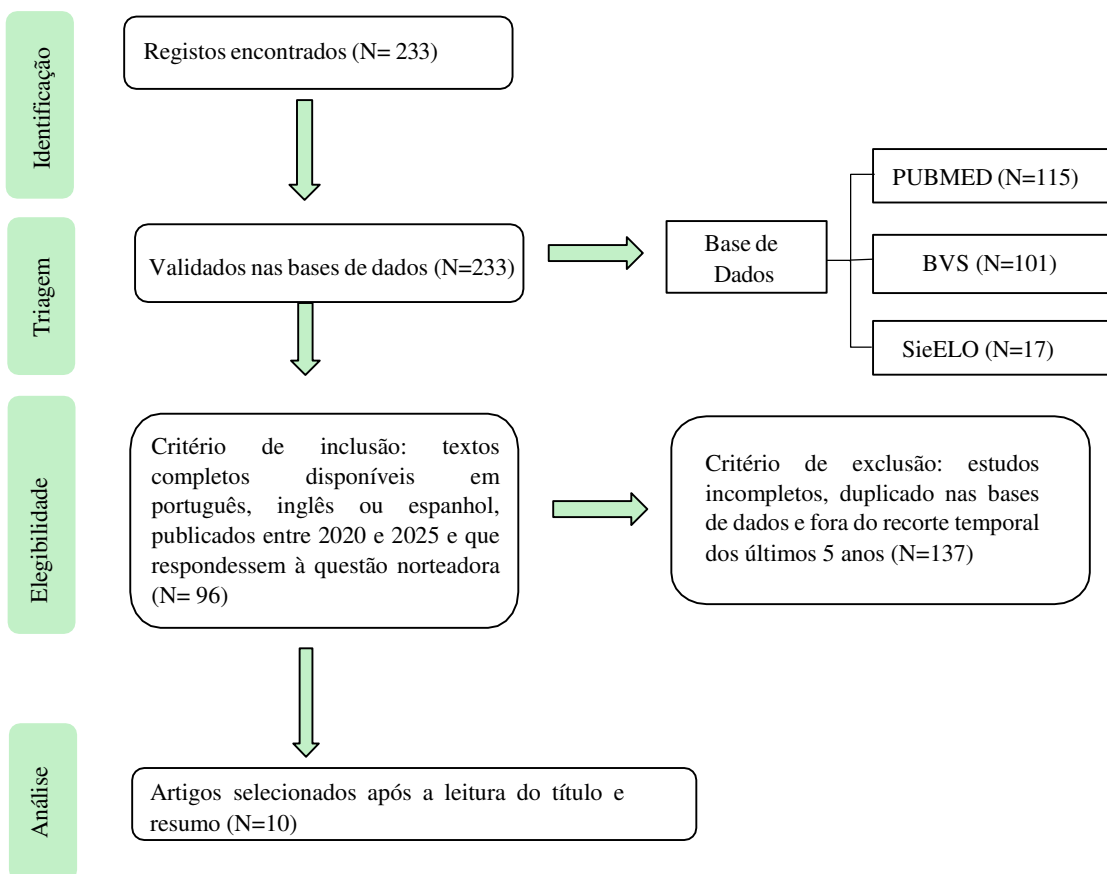 Identificação
Registos encontrados (N= 233)
Triagem
Validados nas bases de dados (N=233)
Base de
Dados
PUBMED (N=115)
BVS (N=101)
SieELO (N=17)
Elegibilidade
Critério de inclusão: textos
completos disponíveis em
português, inglês ou espanhol,
publicados entre 2020 e 2025 e que
respondessem à questão norteadora
(N= 96)
Critério de exclusão: estudos
incompletos, duplicado nas bases
de dados e fora do recorte temporal
dos últimos 5 anos (N=137)
Análise
Artigos selecionados após a leitura do título e
resumo (N=10)